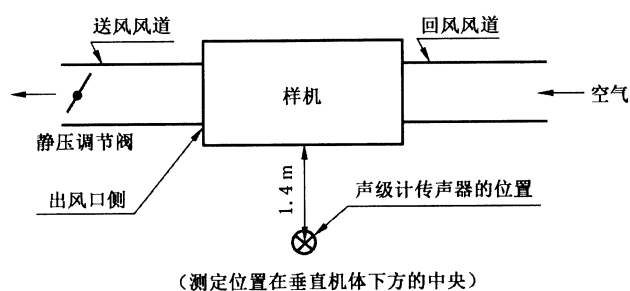 送风风道
回风风道
样机
空气
静压调节阀
出风口侧
1.4 m
声级计传声器的位置
（测定位置在垂直机体下方的中央）